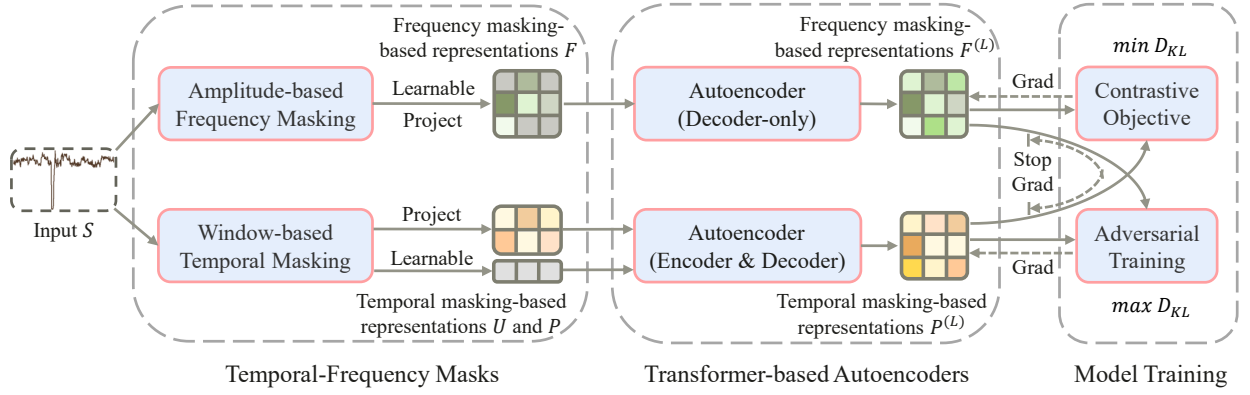 Frequency masking-
based representations F
Amplitude-based
Frequency Masking
Learnable
Project
Input S
Window-based
Temporal Masking
Project
Learnable
Temporal masking-based
representations U and P
Temporal-Frequency Masks
Frequency masking-
based representations F^(L)
Autoencoder
(Decoder-only)
Autoencoder
(Encoder & Decoder)
Temporal masking-based
representations P^(L)
Transformer-based Autoencoders
min D_KL
Grad
Contrastive
Objective
Stop
Grad
Adversarial
Training
Grad
max D_KL
Model Training